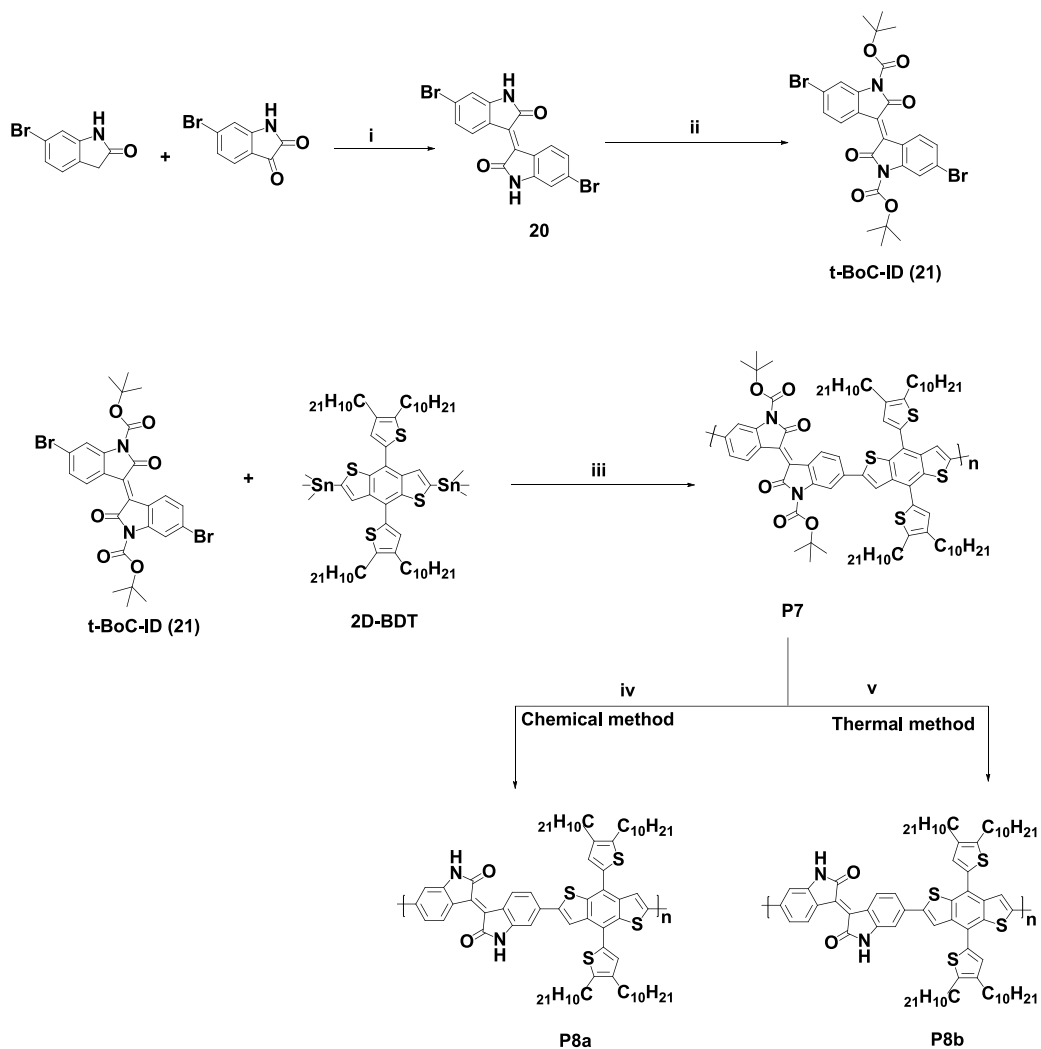 Br
H
N
O
+
Br
H
N
O
O
i
Br
H
N
O
O
N
H
Br
20
ii
O
O
Br
N
O
O
N
Br
O
O
t-BoC-ID (21)
O
O
Br
N
O
O
N
Br
O
O
t-BoC-ID (21)
+
21H10C
C10H21
S
S
Sn
Sn
S
S
21H10C
C10H21
2D-BDT
iii
O
O
N
O
O
N
O
O
21H10C
C10H21
S
S
S
n
S
21H10C
C10H21
P7
iv
Chemical method
v
Thermal method
H
N
O
O
N
H
21H10C
C10H21
S
S
S
n
S
21H10C
C10H21
P8a
H
N
O
O
N
H
21H10C
C10H21
S
S
S
n
S
21H10C
C10H21
P8b